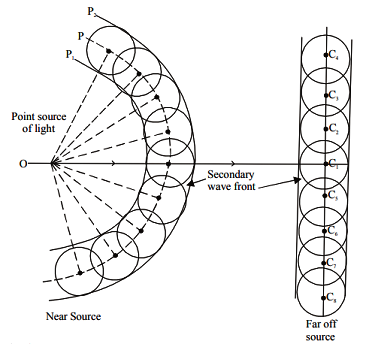 P₂
P
P₁
Point source
of light
O
Secondary
wave front
Near Source
C₄
C₃
C₂
C₁
C₅
C₆
C₇
C₈
Far off
source